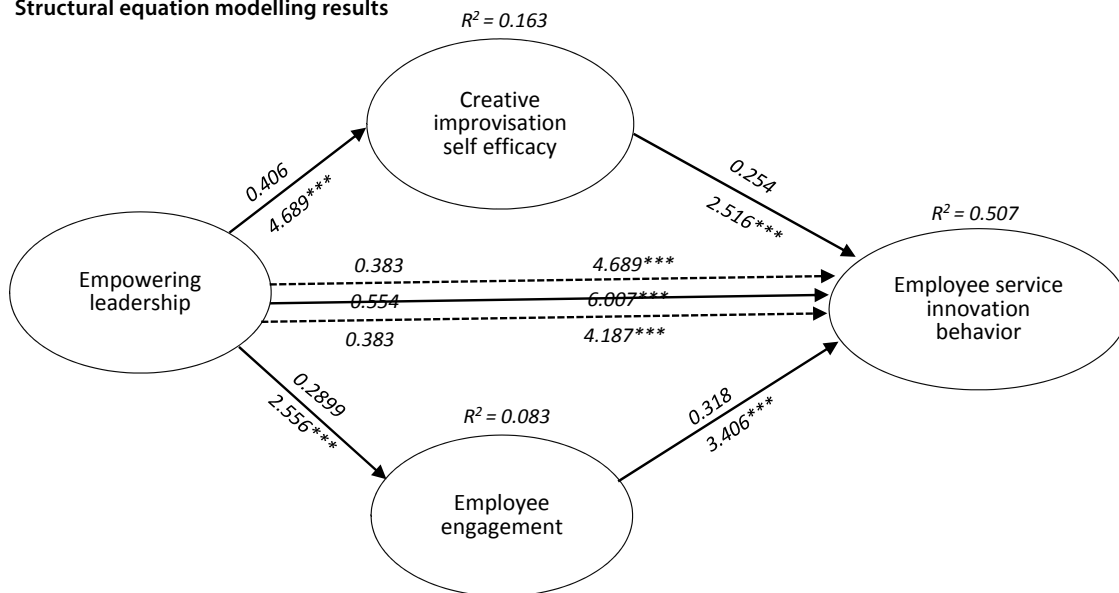 Structural equation modelling results
R² = 0.163
Creative
improvisation
self efficacy
0.406
4.689***
0.254
2.516***
R² = 0.507
Empowering
leadership
0.383 4.689***
0.554 6.007***
0.383 4.187***
Employee service
innovation
behavior
0.2899
2.556***
R² = 0.083
0.318
3.406***
Employee
engagement